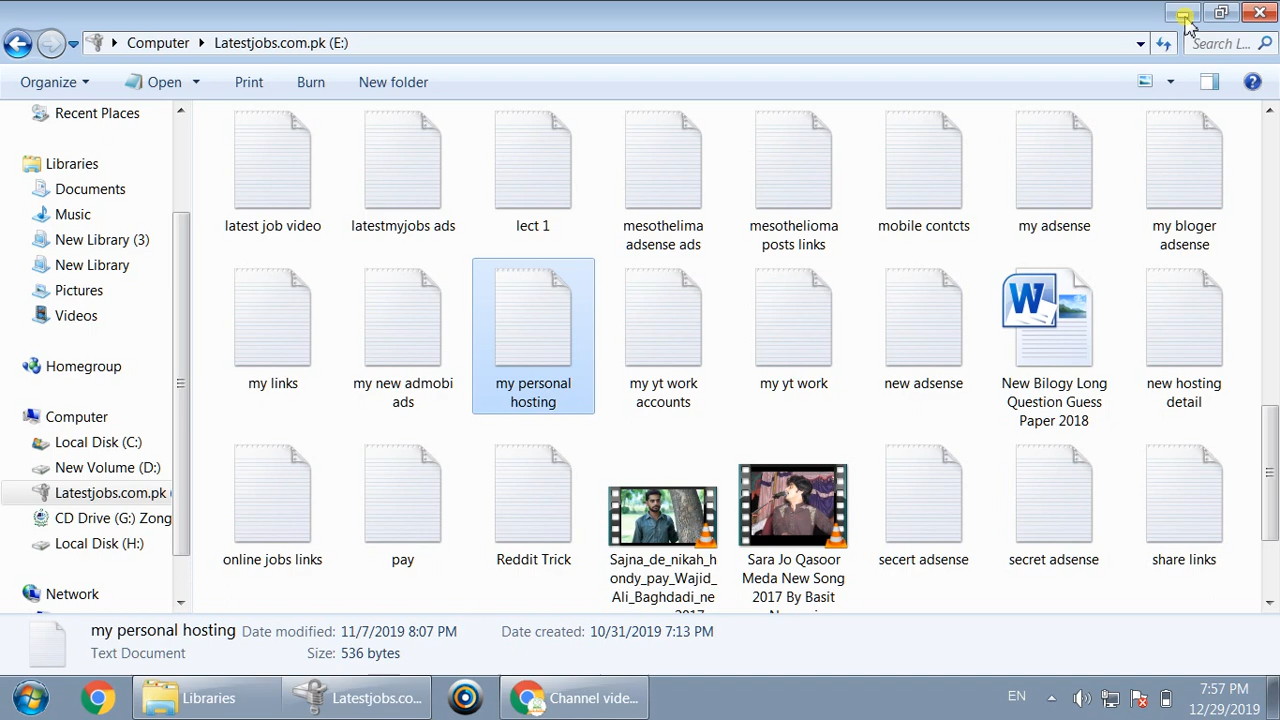 Computer
Latestjobs.com.pk (E:)
Search L...
Organize
Open
Print
Burn
New folder
Recent Places
Libraries
Documents
Music
New Library (3)
New Library
Pictures
Videos
Homegroup
Computer
Local Disk (C:)
New Volume (D:)
Latestjobs.com.pk (
CD Drive (G:) Zong
Local Disk (H:)
Network
latest job video
latestmyjobs ads
lect 1
mesothelima
adsense ads
mesothelioma
posts links
mobile contcts
my adsense
my bloger
adsense
my links
my new admobi
ads
my personal
hosting
my yt work
accounts
my yt work
new adsense
W
New Bilogy Long
Question Guess
Paper 2018
new hosting
detail
online jobs links
pay
Reddit Trick
Sajna_de_nikah_h
ondy_pay_Wajid_
Ali_Baghdadi_ne
Sara Jo Qasoor
Meda New Song
2017 By Basit
secert adsense
secret adsense
share links
my personal hosting
Text Document
Date modified: 11/7/2019 8:07 PM
Size: 536 bytes
Date created: 10/31/2019 7:13 PM
Libraries
Latestjobs.co...
Channel vide...
EN
7:57 PM
12/29/2019